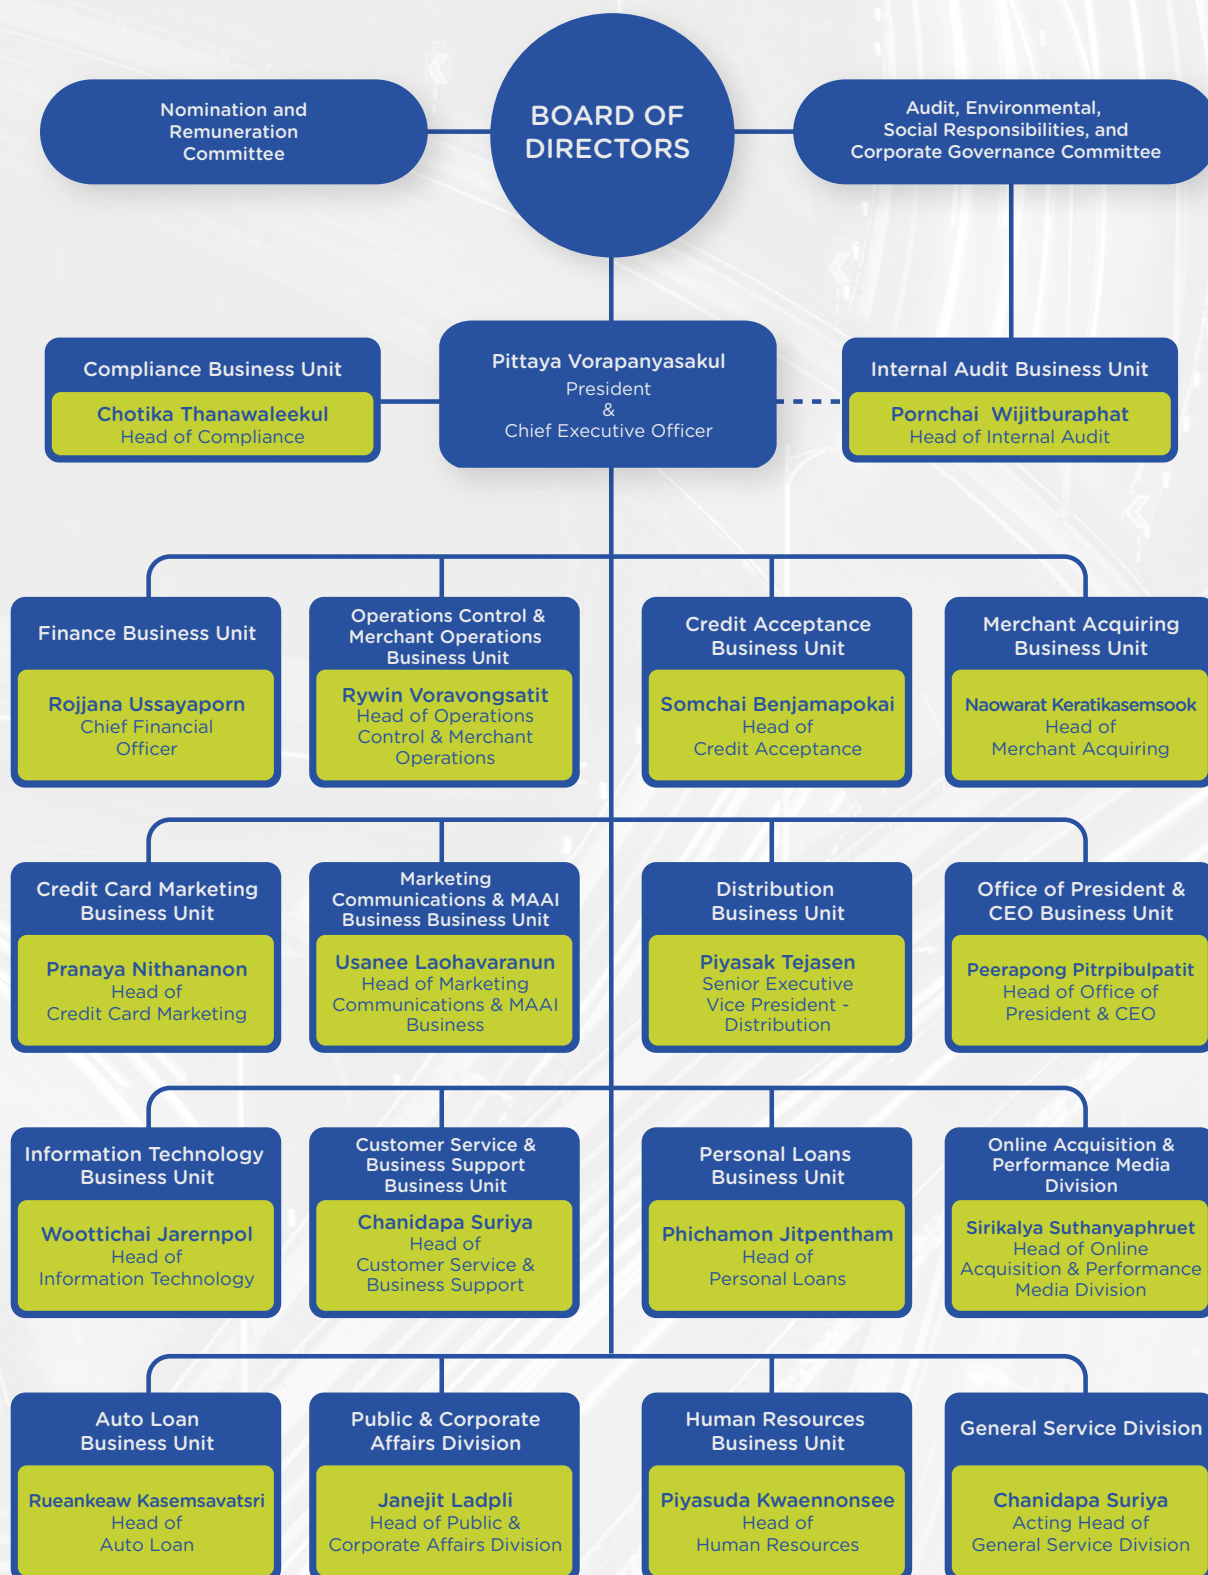 Nomination and
Remuneration
Committee
BOARD OF
DIRECTORS
Audit, Environmental,
Social Responsibilities, and
Corporate Governance Committee
Compliance Business Unit
Chotika Thanawaleekul
Head of Compliance
Pittaya Vorapanyasakul
President
&
Chief Executive Officer
Internal Audit Business Unit
Pornchai Wijitburaphat
Head of Internal Audit
Finance Business Unit
Rojjana Ussayaporn
Chief Financial
Officer
Operations Control &
Merchant Operations
Business Unit
Rywin Voravongsatit
Head of Operations
Control & Merchant
Operations
Credit Acceptance
Business Unit
Somchai Benjamapokai
Head of
Credit Acceptance
Merchant Acquiring
Business Unit
Naowarat Keratikasemsook
Head of
Merchant Acquiring
Credit Card Marketing
Business Unit
Pranaya Nithananon
Head of
Credit Card Marketing
Marketing
Communications & MAAI
Business Business Unit
Usanee Laohavaranun
Head of Marketing
Communications & MAAI
Business
Distribution
Business Unit
Piyasak Tejasen
Senior Executive
Vice President -
Distribution
Office of President &
CEO Business Unit
Peerapong Pitrpibulpatit
Head of Office of
President & CEO
Information Technology
Business Unit
Woottichai Jarernpol
Head of
Information Technology
Customer Service &
Business Support
Business Unit
Chanidapa Suriya
Head of
Customer Service &
Business Support
Personal Loans
Business Unit
Phichamon Jitpentham
Head of
Personal Loans
Online Acquisition &
Performance Media
Division
Sirikalya Suthanyaphruet
Head of Online
Acquisition & Performance
Media Division
Auto Loan
Business Unit
Rueankeaw Kasemsavatsri
Head of
Auto Loan
Public & Corporate
Affairs Division
Janejit Ladpli
Head of Public &
Corporate Affairs Division
Human Resources
Business Unit
Piyasuda Kwaennonsee
Head of
Human Resources
General Service Division
Chanidapa Suriya
Acting Head of
General Service Division